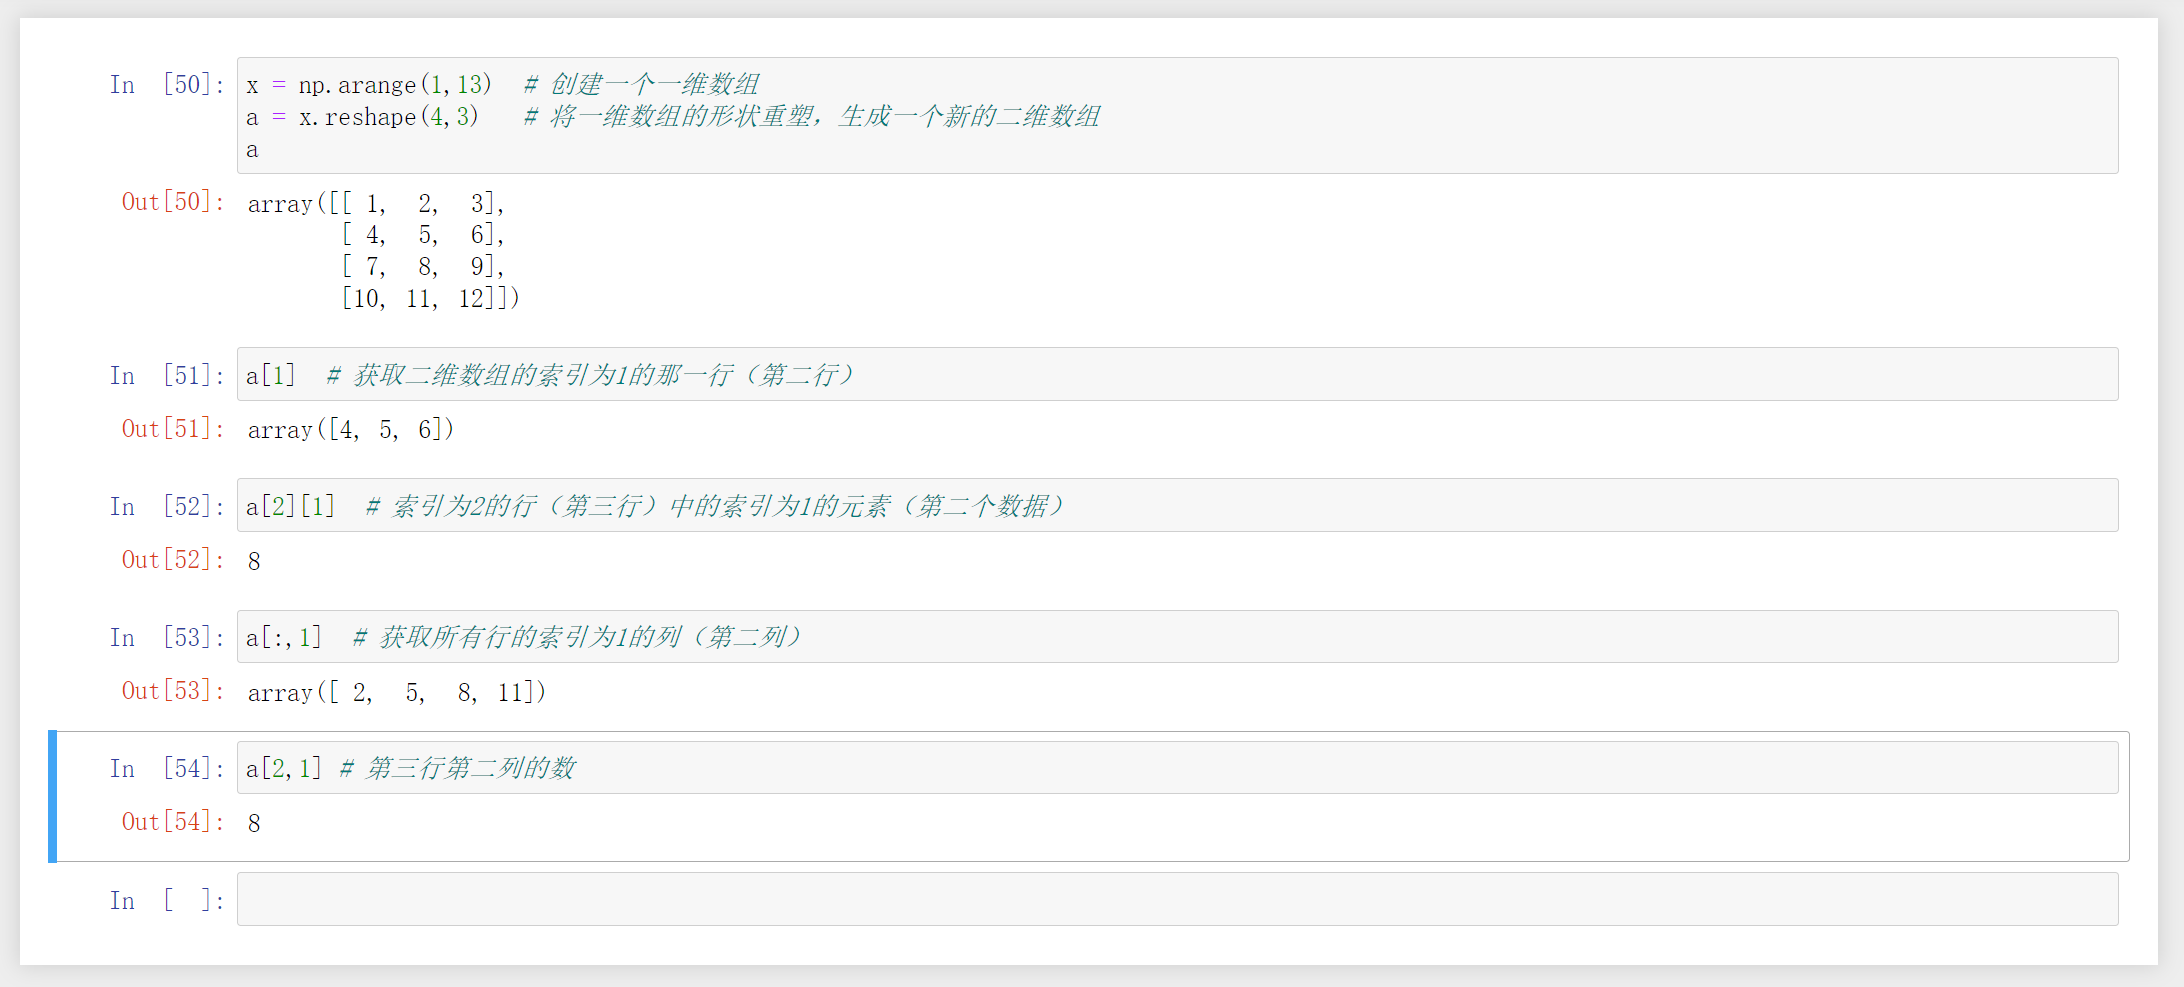 In [50]: x = np.arange(1,13)  # 创建一个一维数组
a = x.reshape(4,3)   # 将一维数组的形状重塑，生成一个新的二维数组
a
Out[50]: array([[ 1,  2,  3],
[ 4,  5,  6],
[ 7,  8,  9],
[10, 11, 12]])
In [51]: a[1]  # 获取二维数组的索引为1的那一行（第二行）
Out[51]: array([4, 5, 6])
In [52]: a[2][1]  # 索引为2的行（第三行）中的索引为1的元素（第二个数据）
Out[52]: 8
In [53]: a[:,1]  # 获取所有行的索引为1的列（第二列）
Out[53]: array([ 2,  5,  8, 11])
In [54]: a[2,1] # 第三行第二列的数
Out[54]: 8
In [ ]: